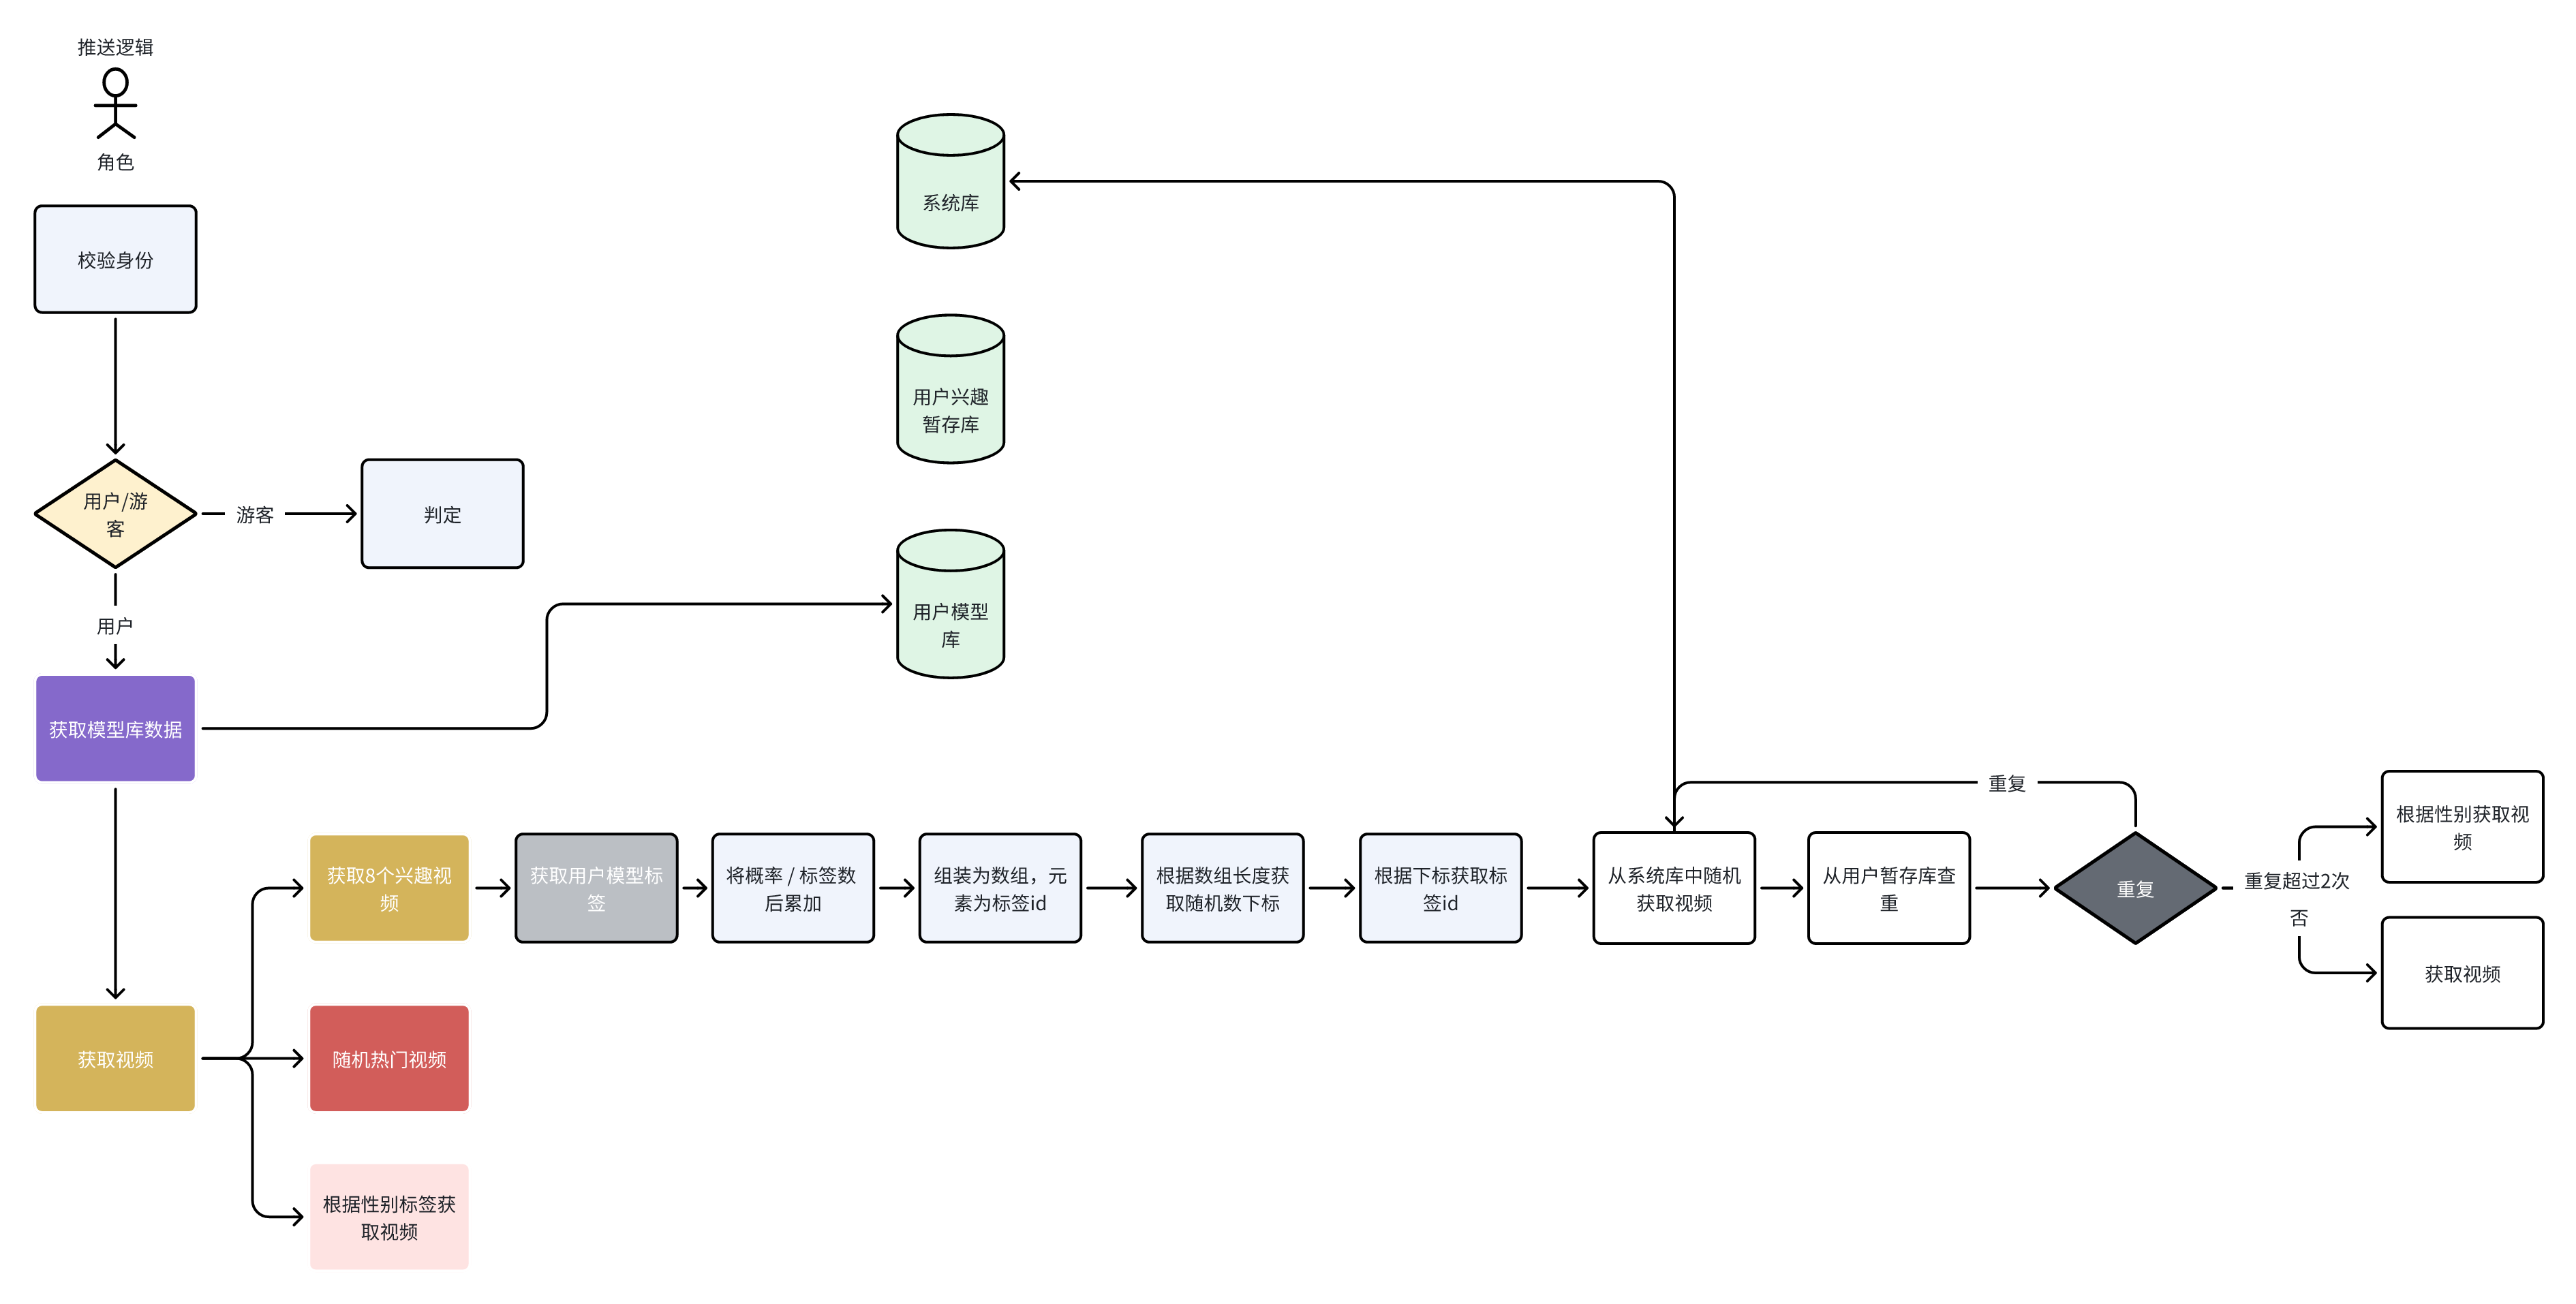 推送逻辑
角色
校验身份
系统库
用户兴趣
暂存库
用户/游
客
游客
判定
用户
用户模型
库
获取模型库数据
重复
获取8个兴趣视
频
获取用户模型标
签
将概率 / 标签数
后累加
组装为数组，元
素为标签id
根据数组长度获
取随机数下标
根据下标获取标
签id
从系统库中随机
获取视频
从用户暂存库查
重
重复
重复超过2次
否
根据性别获取视
频
获取视频
获取视频
随机热门视频
根据性别标签获
取视频